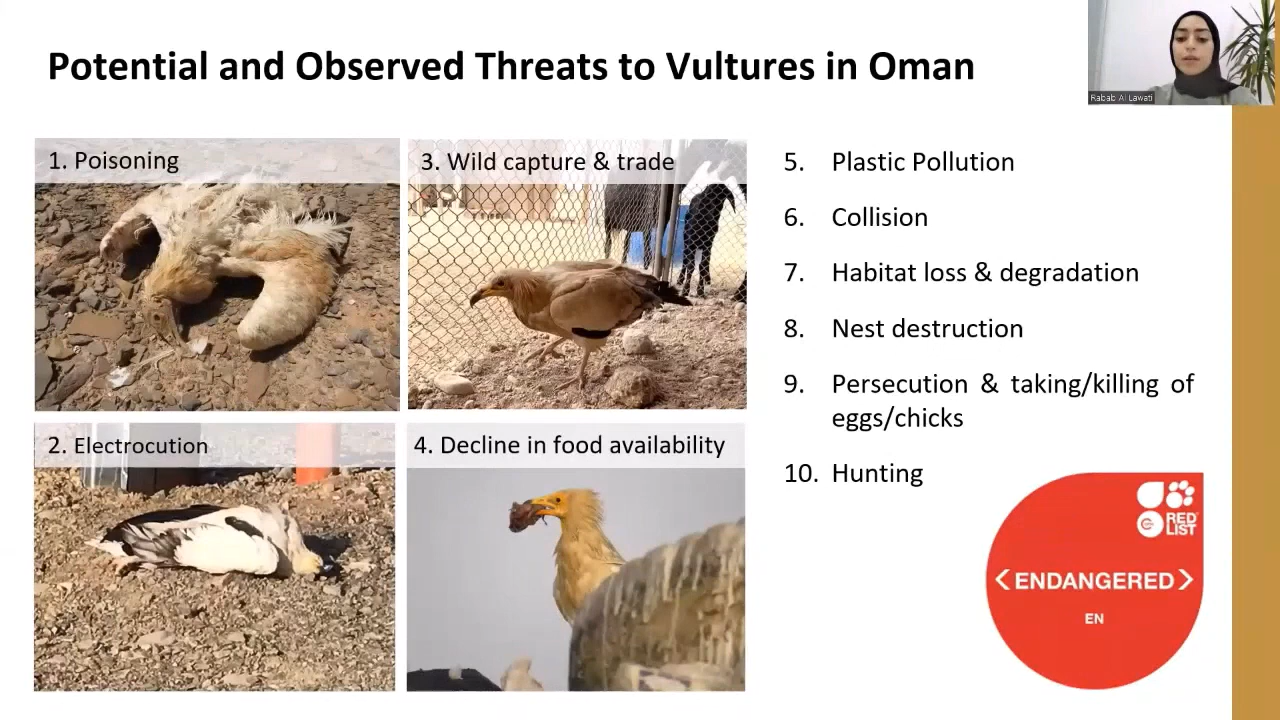 Potential and Observed Threats to Vultures in Oman
Rabab Al Lawati
1. Poisoning
2. Electrocution
3. Wild capture & trade
4. Decline in food availability
5. Plastic Pollution
6. Collision
7. Habitat loss & degradation
8. Nest destruction
9. Persecution & taking/killing of
eggs/chicks
10. Hunting
RED
LIST
< ENDANGERED >
EN